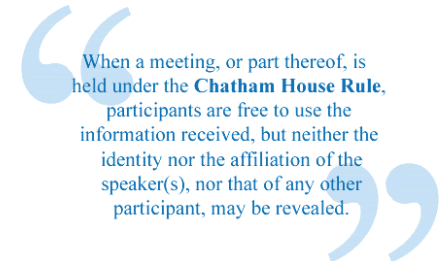 When a meeting, or part thereof, is
held under the Chatham House Rule,
participants are free to use the
information received, but neither the
identity nor the affiliation of the
speaker(s), nor that of any other
participant, may be revealed.